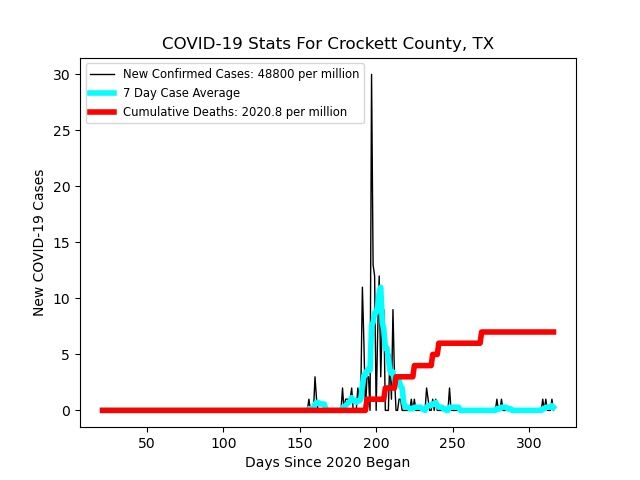 COVID-19 Stats For Crockett County, TX
New Confirmed Cases: 48800 per million
7 Day Case Average
Cumulative Deaths: 2020.8 per million
New COVID-19 Cases
30
25
20
15
10
5
0
50 100 150 200 250 300
Days Since 2020 Began